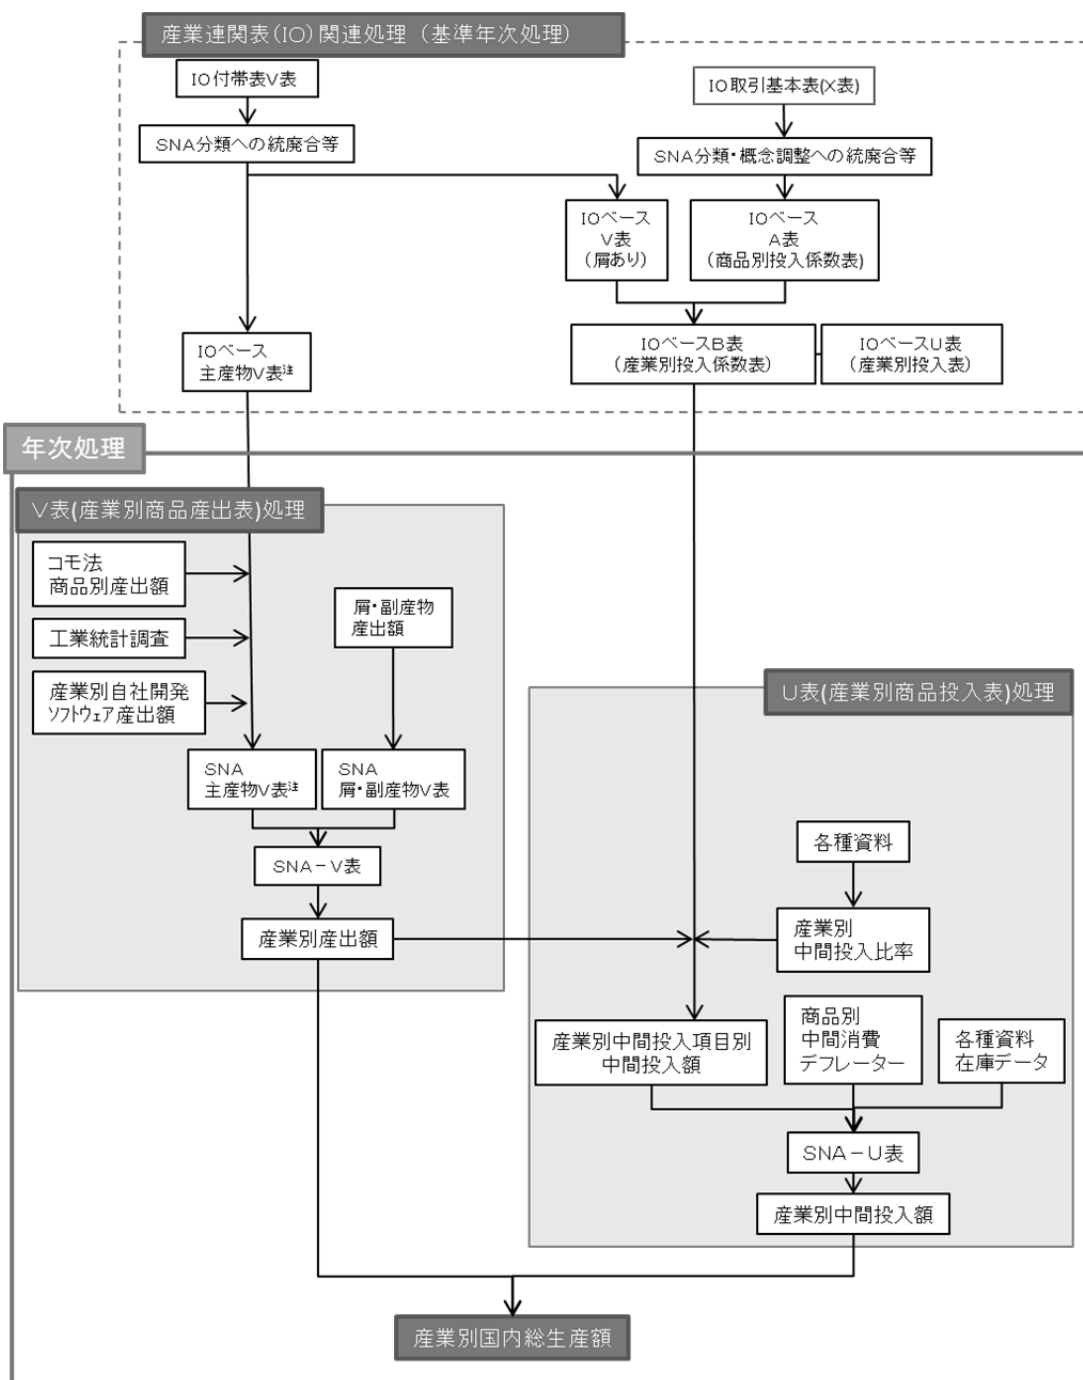 産業連関表(IO)関連処理（基準年次処理）
IO付帯表V表
IO取引基本表(X表)
SNA分類への統廃合等
SNA分類・概念調整への統廃合等
IOベース
V表
（屑あり）
IOベース
A表
（商品別投入係数表）
IOベース
主産物V表注
IOベースB表
（産業別投入係数表）
IOベースU表
（産業別投入表）
年次処理
V表(産業別商品産出表)処理
コモ法
商品別産出額
屑・副産物
産出額
工業統計調査
産業別自社開発
ソフトウェア産出額
U表(産業別商品投入表)処理
SNA
主産物V表注
SNA
屑・副産物V表
各種資料
SNA－V表
産業別産出額
産業別
中間投入比率
産業別中間投入項目別
中間投入額
商品別
中間消費
デフレーター
各種資料
在庫データ
SNA－U表
産業別中間投入額
産業別国内総生産額